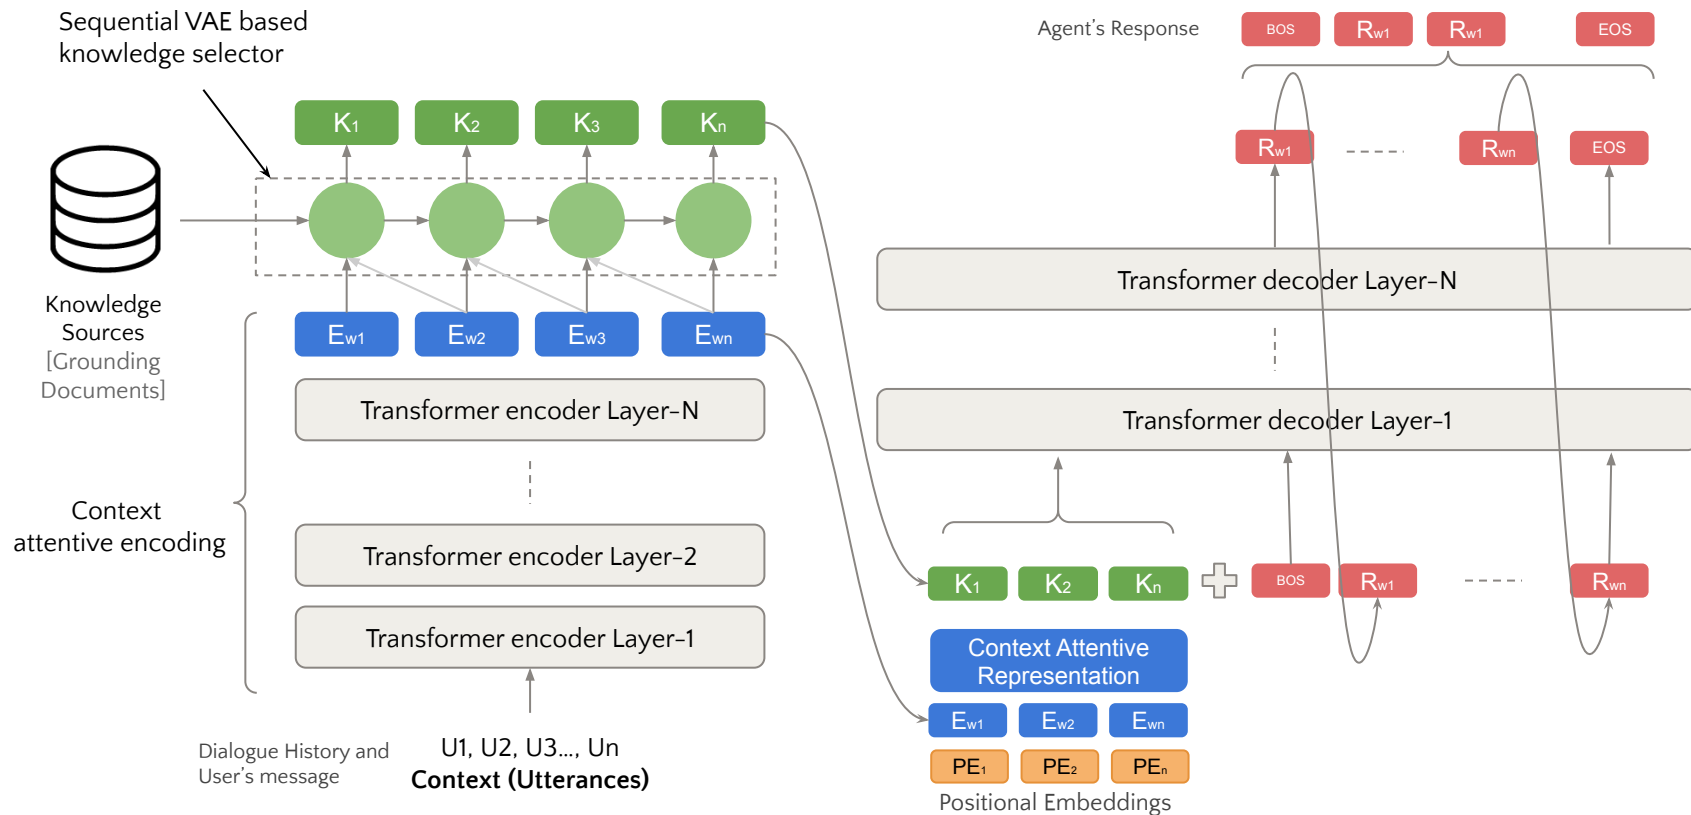 Sequential VAE based
knowledge selector
K1 K2 K3 Kn
Knowledge
Sources
[Grounding
Documents]
Ew1 Ew2 Ew3 Ewn
Transformer encoder Layer-N
Context
attentive encoding
Transformer encoder Layer-2
Transformer encoder Layer-1
Dialogue History and
User's message
U1, U2, U3..., Un
Context (Utterances)
Agent's Response
BOS Rw1 Rw1 EOS
Rw1 Rwn EOS
Transformer decoder Layer-N
Transformer decoder Layer-1
K1 K2 Kn BOS Rw1 Rwn
Context Attentive
Representation
Ew1 Ew2 Ewn
PE1 PE2 PEn
Positional Embeddings